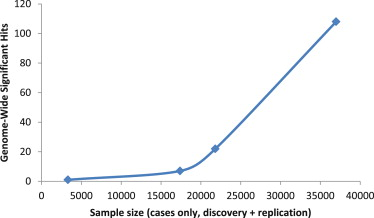 Genome-Wide Significant Hits
120
100
80
60
40
20
0
0 5000 10000 15000 20000 25000 30000 35000 40000
Sample size (cases only, discovery + replication)